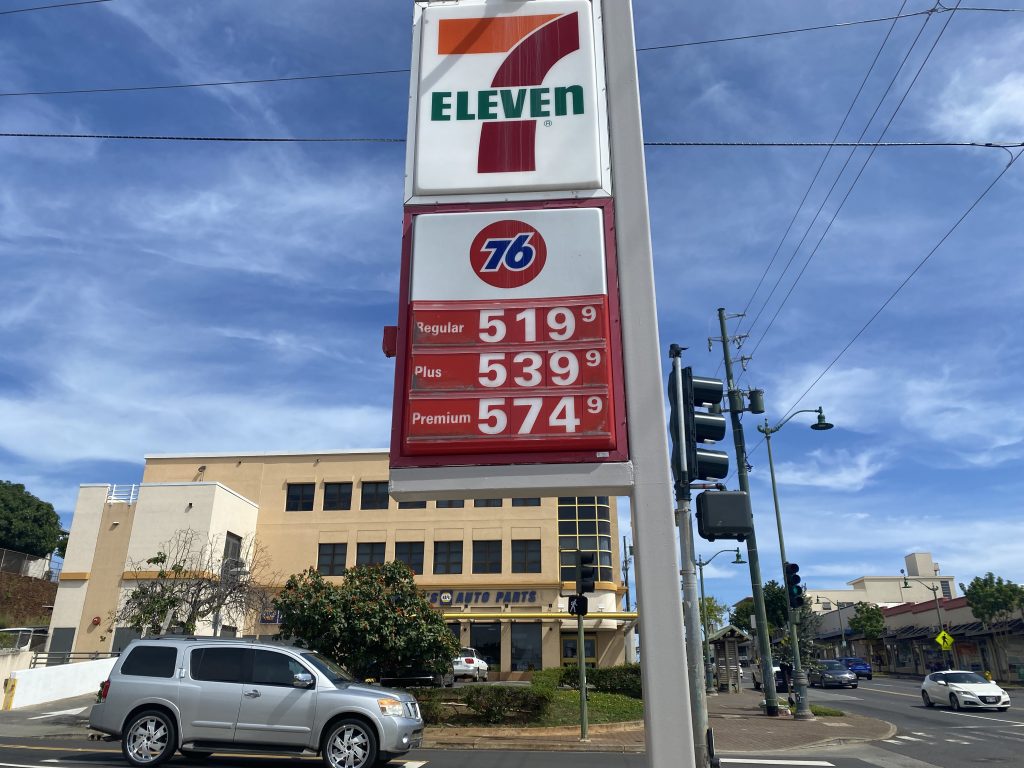 7
ELEVEn
®
76
Regular 519 9
Plus 539 9
Premium 574 9
AUTO PARTS